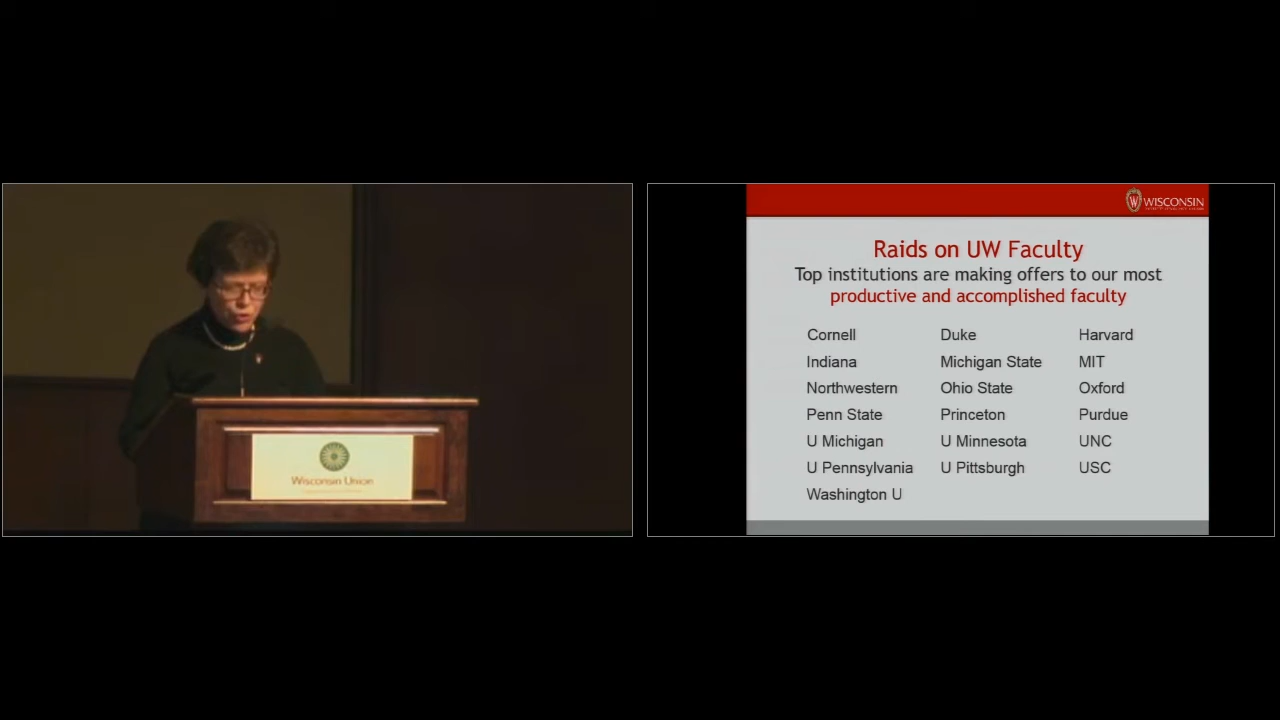 Wisconsin Union
WISCONSIN
Raids on UW Faculty
Top institutions are making offers to our most
productive and accomplished faculty
Cornell Duke Harvard
Indiana Michigan State MIT
Northwestern Ohio State Oxford
Penn State Princeton Purdue
U Michigan U Minnesota UNC
U Pennsylvania U Pittsburgh USC
Washington U